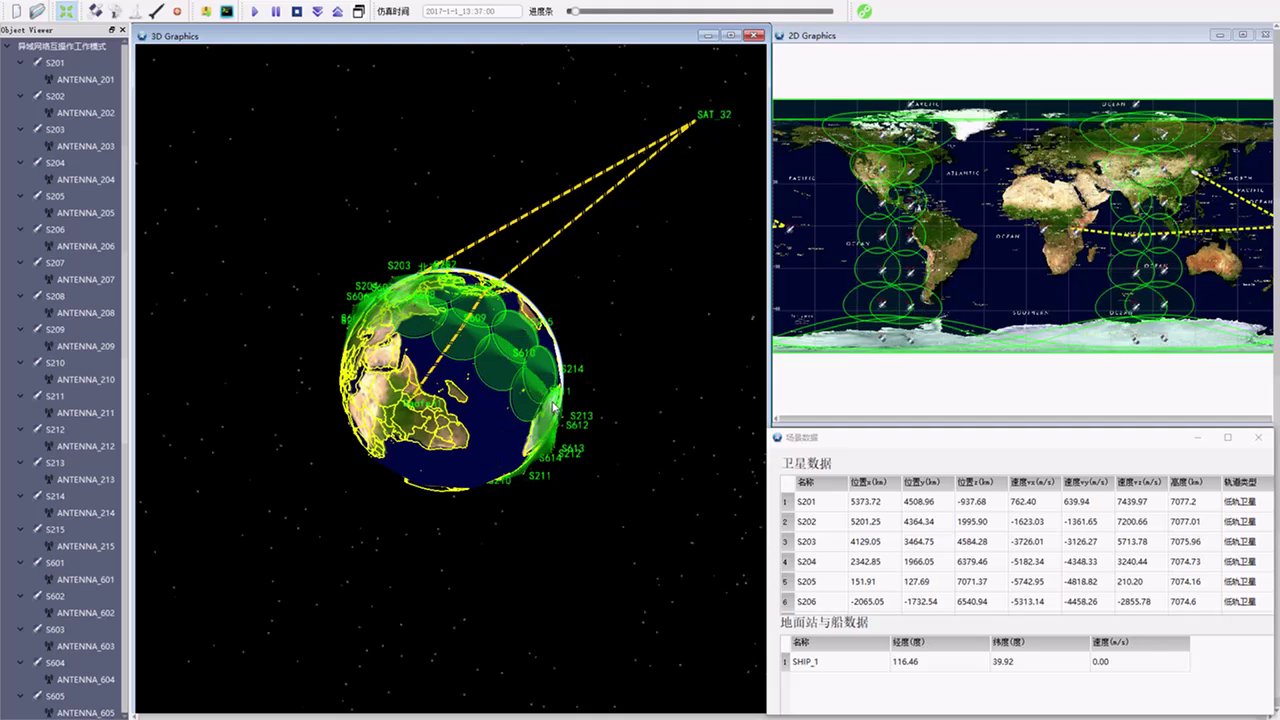 仿真时间 2017-1-1_13:37:00 进度条
Object Viewer
异域网络互操作工作模式
S201
ANTENNA_201
S202
ANTENNA_202
S203
ANTENNA_203
S204
ANTENNA_204
S205
ANTENNA_205
S206
ANTENNA_206
S207
ANTENNA_207
S208
ANTENNA_208
S209
ANTENNA_209
S210
ANTENNA_210
S211
ANTENNA_211
S212
ANTENNA_212
S213
ANTENNA_213
S214
ANTENNA_214
S215
ANTENNA_215
S601
ANTENNA_601
S602
ANTENNA_602
S603
ANTENNA_603
S604
ANTENNA_604
S605
ANTENNA_605
3D Graphics
SAT_32
S203
S610
S214
S213
S612
S613
S212
S614
S211
2D Graphics
ARCTIC OCEAN
PACIFIC ATLANTIC NORTH
PACIFIC
OCEAN
OCEAN OCEAN
SOUTHERN OCEAN
场景数据
卫星数据
名称 位置x(km) 位置y(km) 位置z(km) 速度vx(m/s) 速度vy(m/s) 速度vz(m/s) 高度(km) 轨道类型
1 S201 5373.72 4508.96 -937.68 762.40 639.94 7439.97 7077.2 低轨卫星
2 S202 5201.25 4364.34 1995.90 -1623.03 -1361.65 7200.66 7077.01 低轨卫星
3 S203 4129.05 3464.75 4584.28 -3726.01 -3126.27 5713.78 7075.96 低轨卫星
4 S204 2342.85 1966.05 6379.46 -5182.34 -4348.33 3240.44 7074.73 低轨卫星
5 S205 151.91 127.69 7071.37 -5742.95 -4818.82 210.20 7074.16 低轨卫星
6 S206 -2065.05 -1732.54 6540.94 -5313.14 -4458.26 -2855.78 7074.6 低轨卫星
地面站与船数据
名称 经度(度) 纬度(度) 速度(m/s)
1 SHIP_1 116.46 39.92 0.00